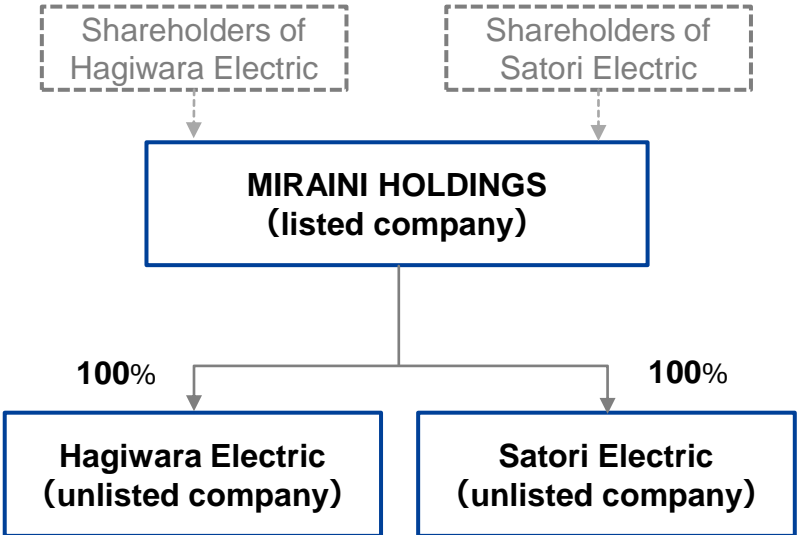 Shareholders of
Hagiwara Electric
Shareholders of
Satori Electric
MIRAINI HOLDINGS
（listed company）
100%
100%
Hagiwara Electric
（unlisted company）
Satori Electric
（unlisted company）